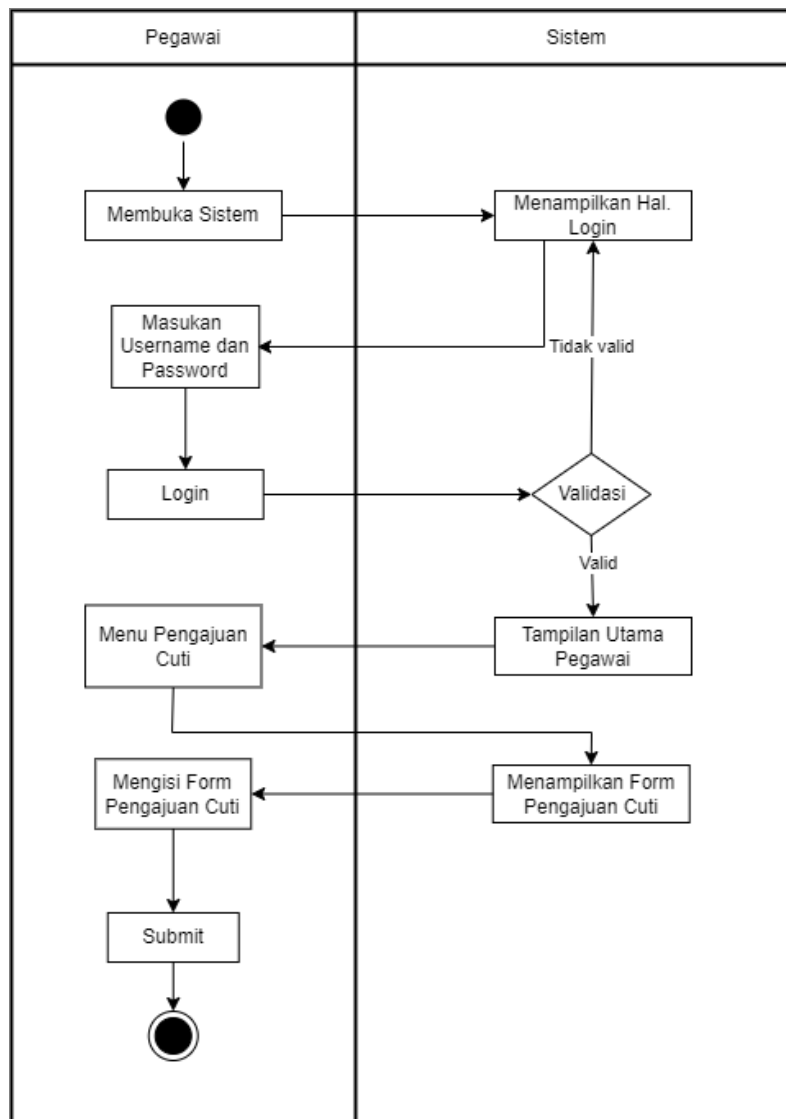 Pegawai
Sistem
Membuka Sistem
Menampilkan Hal.
Login
Masukan
Username dan
Password
Tidak valid
Login
Validasi
Valid
Menu Pengajuan
Cuti
Tampilan Utama
Pegawai
Mengisi Form
Pengajuan Cuti
Menampilkan Form
Pengajuan Cuti
Submit